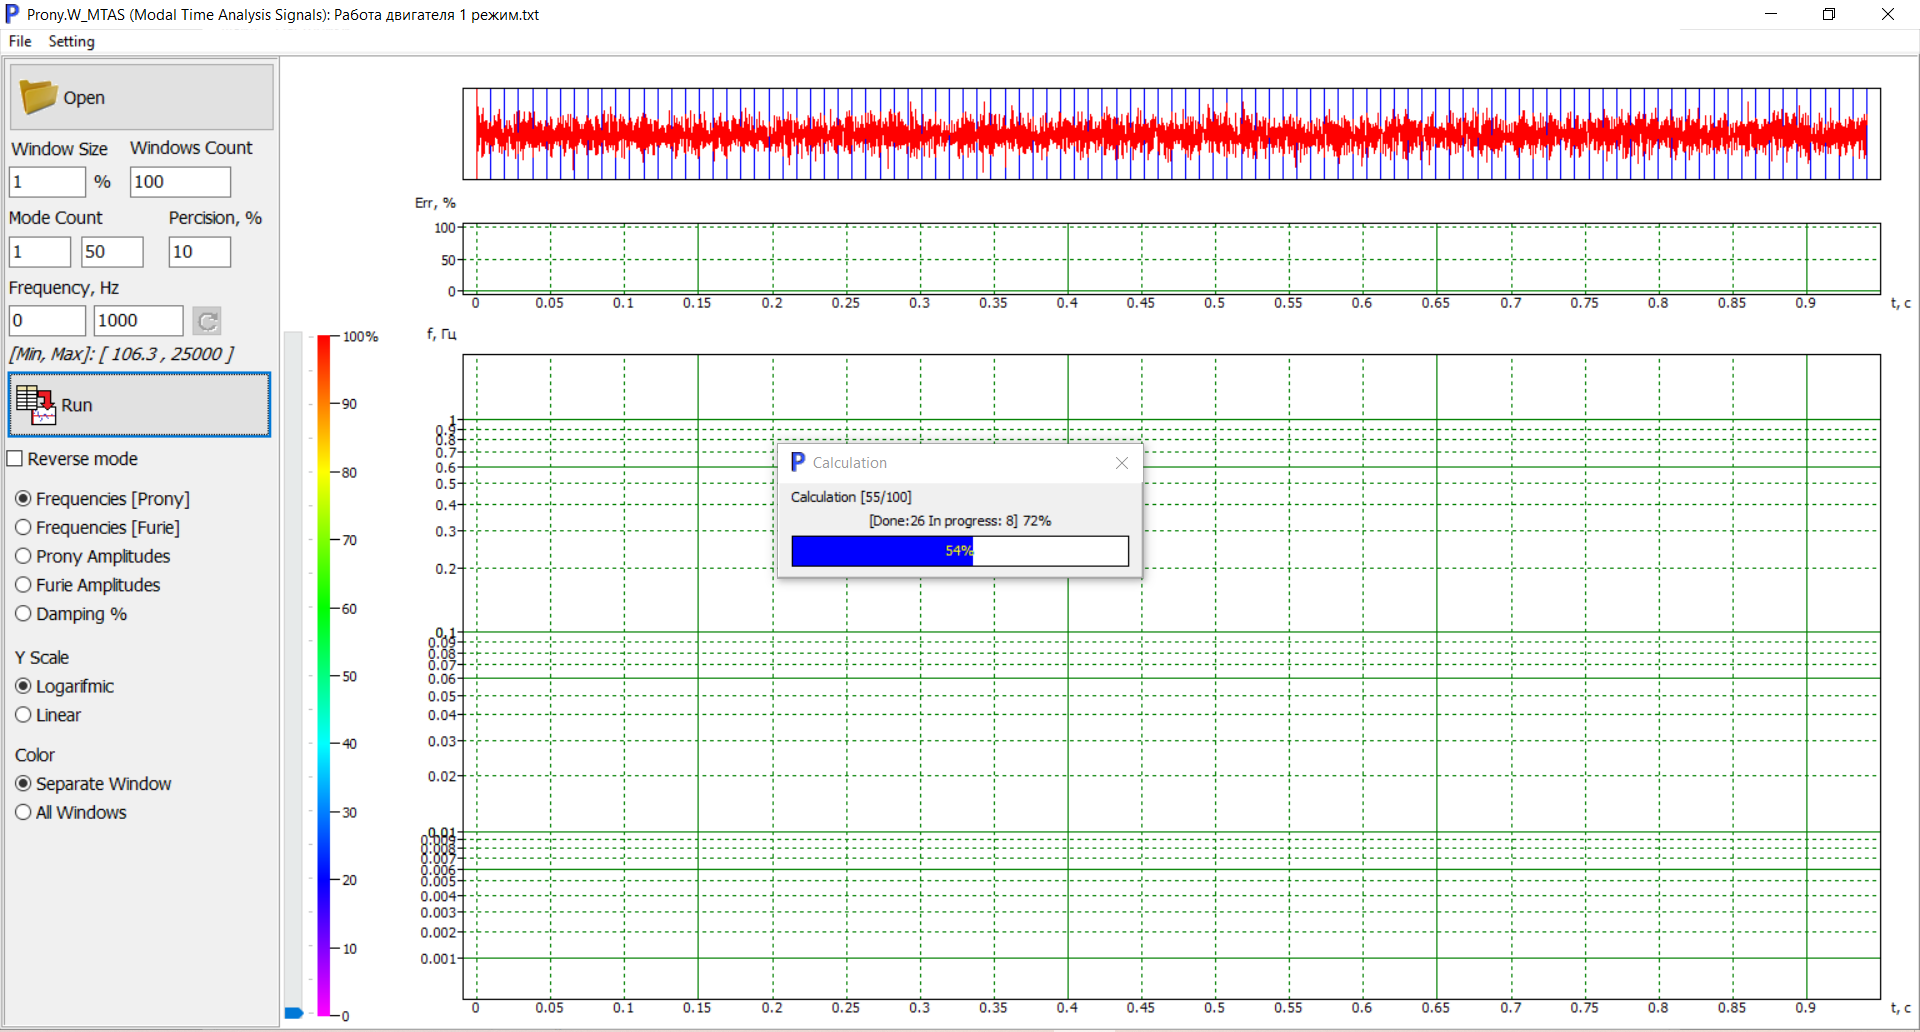 Prony.W_MTAS (Modal Time Analysis Signals): Работа двигателя 1 режим.txt
File Setting
Open
Window Size Windows Count
1 % 100
Mode Count Percision, %
1 50 10
Frequency, Hz
0 1000
[Min, Max]: [ 106.3 , 25000 ]
Run
Reverse mode
Frequencies [Prony]
Frequencies [Furie]
Prony Amplitudes
Furie Amplitudes
Damping %
Y Scale
Logarifmic
Linear
Color
Separate Window
All Windows
100%
90
80
70
60
50
40
30
20
10
0
Err, %
100
50
0
0 0.05 0.1 0.15 0.2 0.25 0.3 0.35 0.4 0.45 0.5 0.55 0.6 0.65 0.7 0.75 0.8 0.85 0.9 t, c
f, Гц
1
0.9
0.8
0.7
0.6
0.5
0.4
0.3
0.2
0.1
0.09
0.08
0.07
0.06
0.05
0.04
0.03
0.02
0.01
0.009
0.008
0.007
0.006
0.005
0.004
0.003
0.002
0.001
0 0.05 0.1 0.15 0.2 0.25 0.3 0.35 0.4 0.45 0.5 0.55 0.6 0.65 0.7 0.75 0.8 0.85 0.9 t, c
Calculation
Calculation [55/100]
[Done:26 In progress: 8] 72%
54%